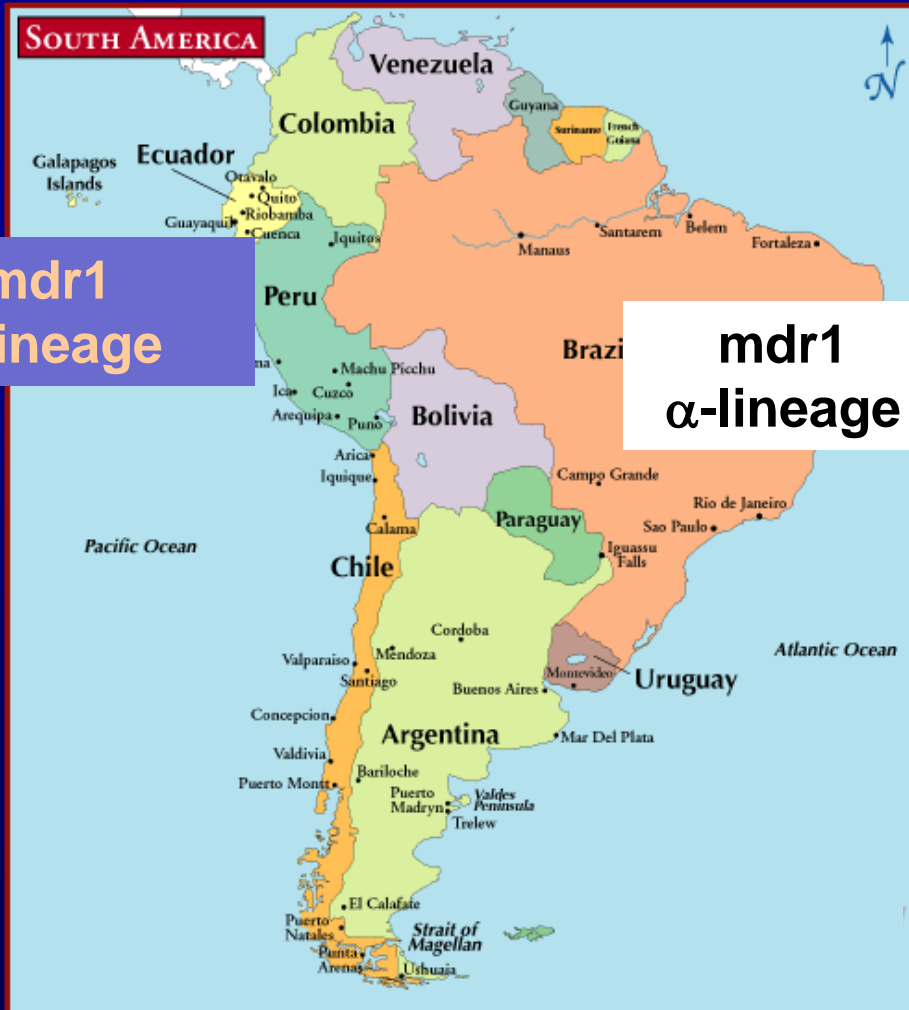 SOUTH AMERICA
N
Venezuela
Guyana
Suriname
French
Guiana
Colombia
Galapagos
Islands
Ecuador
Otavalo
Quito
Riobamba
Guayaquil
Cuenca
Iquitos
Manaus
Santarem
Belem
Fortaleza
mdr1
lineage
Peru
mdr1
α-lineage
Machu Picchu
Ica
Cuzco
Arequipa
Puno
Bolivia
Arica
Iquique
Calama
Campo Grande
Rio de Janeiro
Sao Paulo
Paraguay
Iguassu
Falls
Pacific Ocean
Chile
Cordoba
Mendoza
Valparaiso
Santiago
Atlantic Ocean
Montevideo
Uruguay
Buenos Aires
Concepcion
Argentina
Mar Del Plata
Valdivia
Bariloche
Puerto Montt
Puerto
Madryn
Valdes
Peninsula
Trelew
El Calafate
Puerto
Natales
Strait of
Magellan
Punta
Arenas
Ushuaia